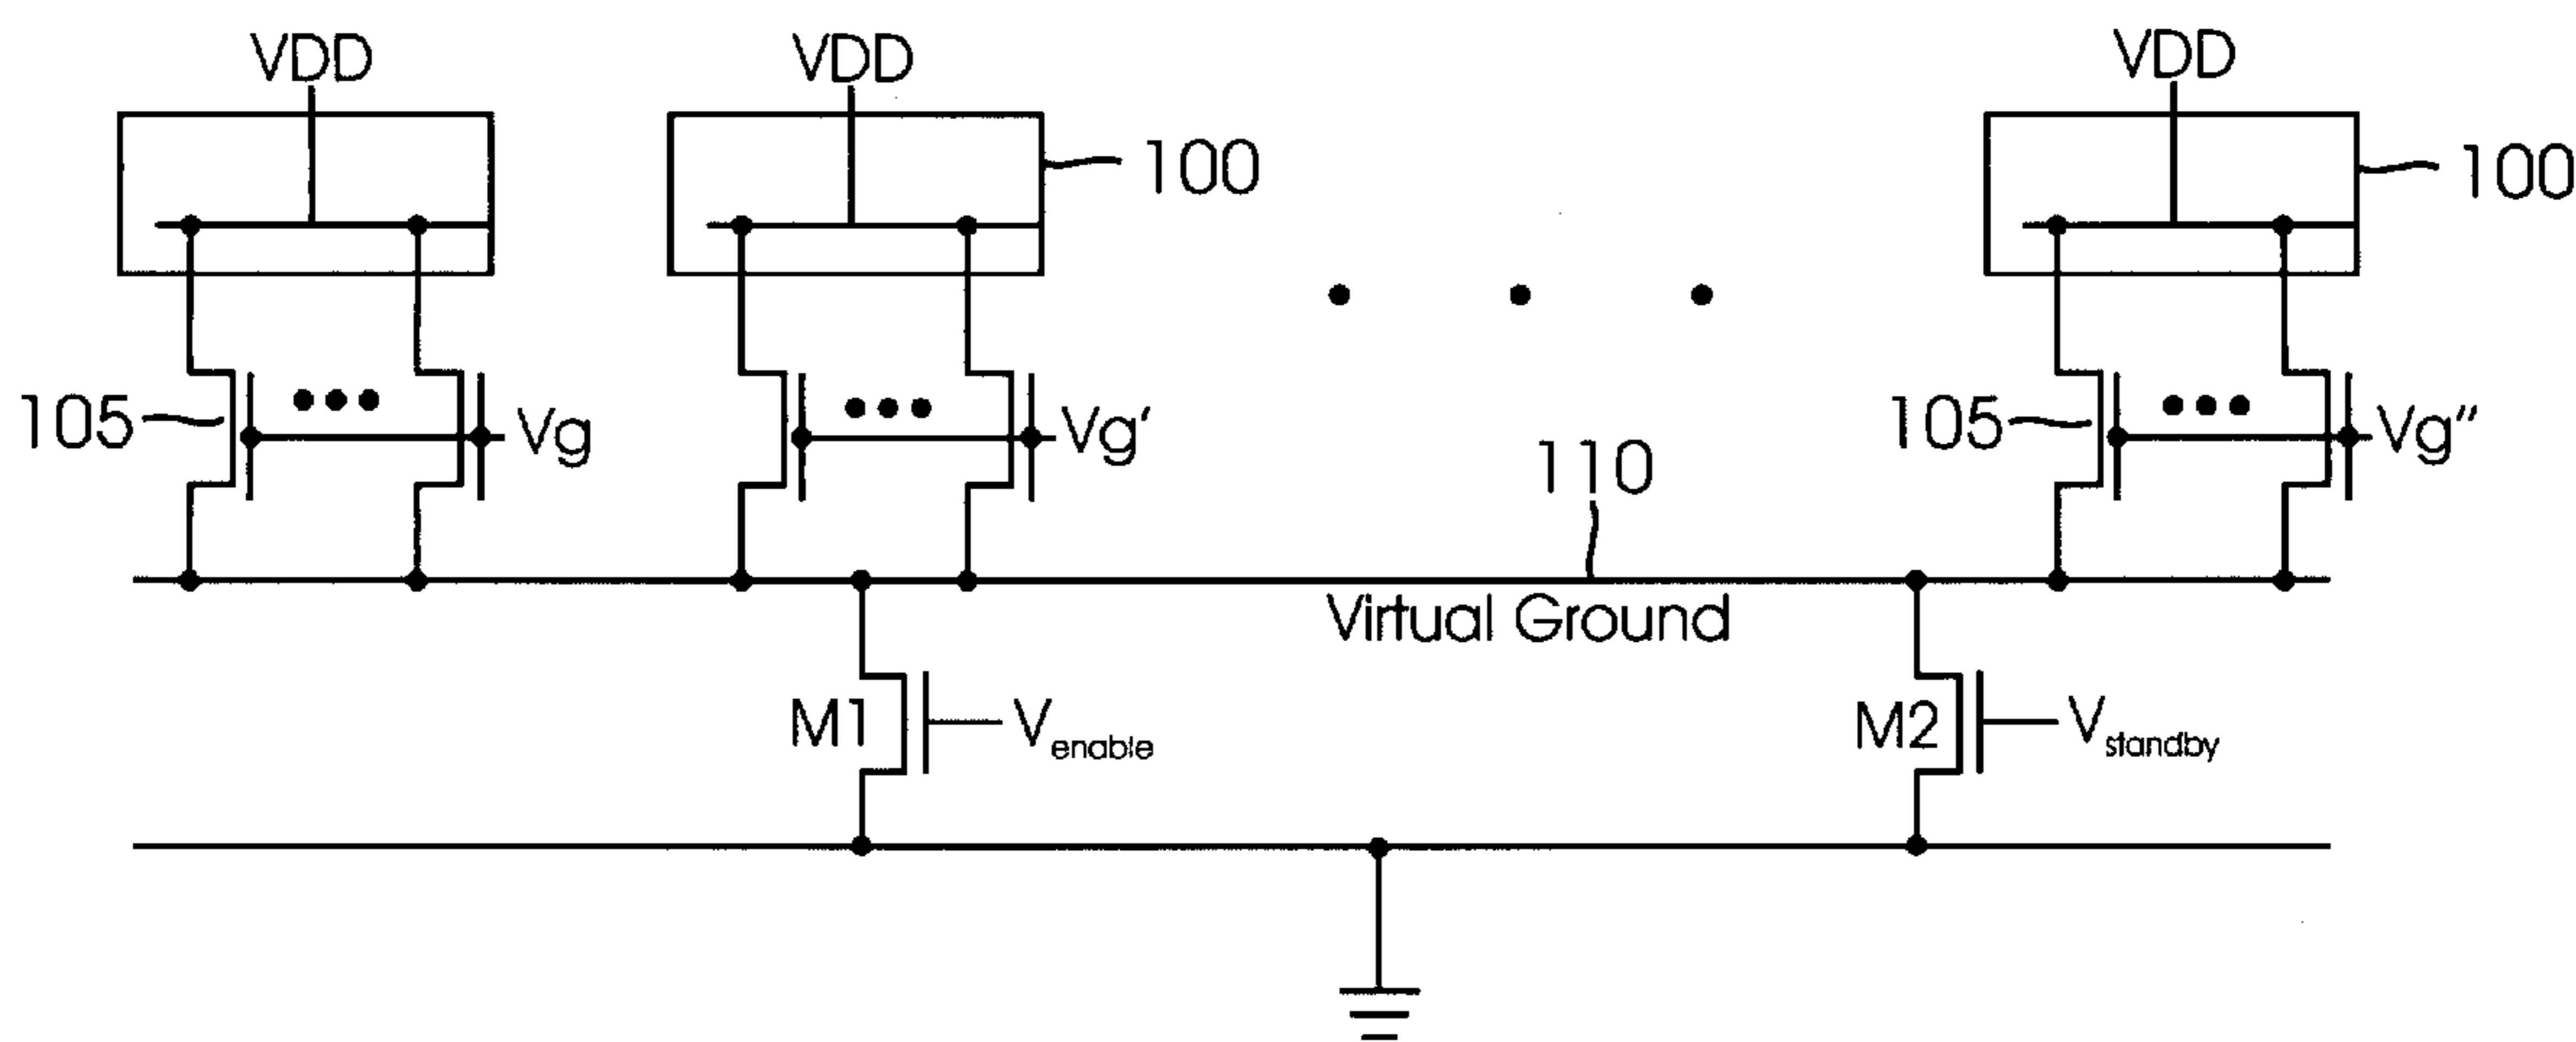 VDD
VDD
VDD
100
100
105
Vg
Vg′
105
Vg″
110
Virtual Ground
M1
Venable
M2
Vstandby